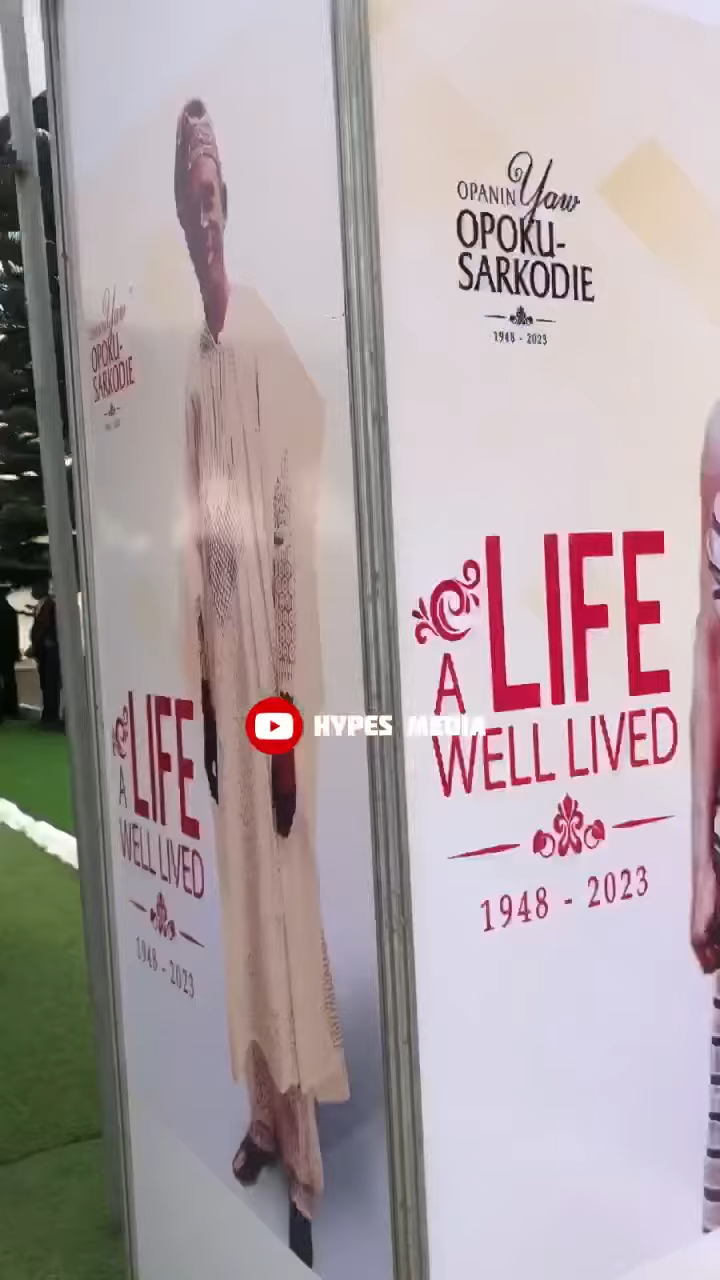 Yaw
OPOKU-
SARKODIE
LIFE
A
WELL LIVED
1948 - 2023
OPANIN Yaw
OPOKU-
SARKODIE
1948 - 2023
LIFE
A
WELL LIVED
1948 - 2023
HYPES MEDIA